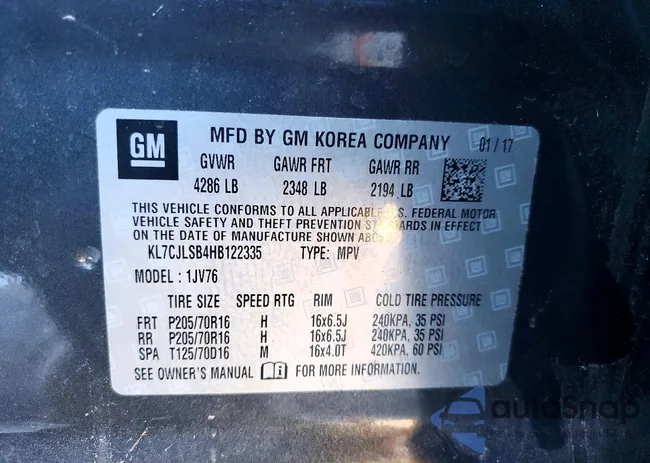 GM
MFD BY GM KOREA COMPANY 01 / 17
GVWR GAWR FRT GAWR RR
4286 LB 2348 LB 2194 LB
THIS VEHICLE CONFORMS TO ALL APPLICABLE U.S. FEDERAL MOTOR
VEHICLE SAFETY AND THEFT PREVENTION STANDARDS IN EFFECT
ON THE DATE OF MANUFACTURE SHOWN ABOVE
KL7CJLSB4HB122335 TYPE: MPV
MODEL : 1JV76
TIRE SIZE SPEED RTG RIM COLD TIRE PRESSURE
FRT P205/70R16 H 16x6.5J 240KPA, 35 PSI
RR P205/70R16 H 16x6.5J 240KPA, 35 PSI
SPA T125/70D16 M 16x4.0T 420KPA, 60 PSI
SEE OWNER'S MANUAL FOR MORE INFORMATION.
autoSnap